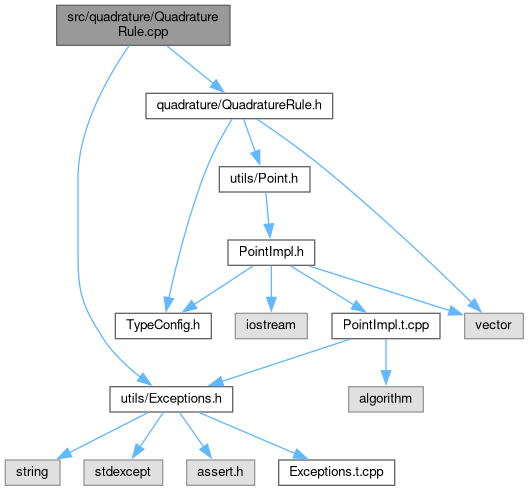 src/quadrature/Quadrature
Rule.cpp
quadrature/QuadratureRule.h
utils/Point.h
PointImpl.h
TypeConfig.h
iostream
PointImpl.t.cpp
vector
utils/Exceptions.h
algorithm
string
stdexcept
assert.h
Exceptions.t.cpp